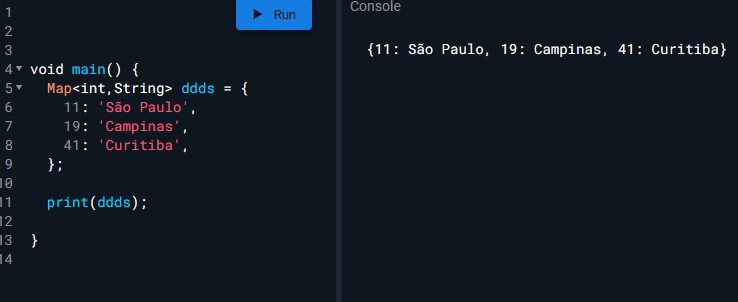 1
2
3
4 void main() {
5 Map<int,String> ddds = {
6 11: 'São Paulo',
7 19: 'Campinas',
8 41: 'Curitiba',
9 };
10
11 print(ddds);
12
13 }
14
Run
Console
{11: São Paulo, 19: Campinas, 41: Curitiba}